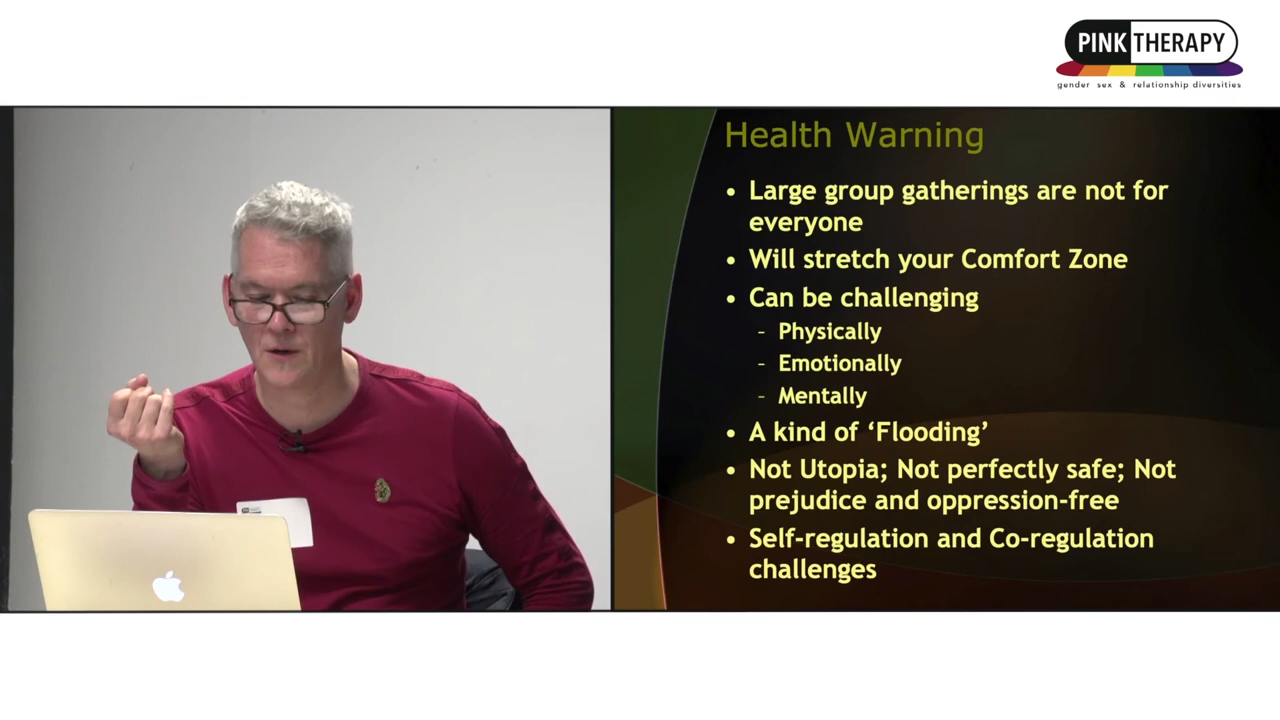 PINK THERAPY
gender sex & relationship diversities
Health Warning
• Large group gatherings are not for
everyone
• Will stretch your Comfort Zone
• Can be challenging
- Physically
- Emotionally
- Mentally
• A kind of ‘Flooding’
• Not Utopia; Not perfectly safe; Not
prejudice and oppression-free
• Self-regulation and Co-regulation
challenges